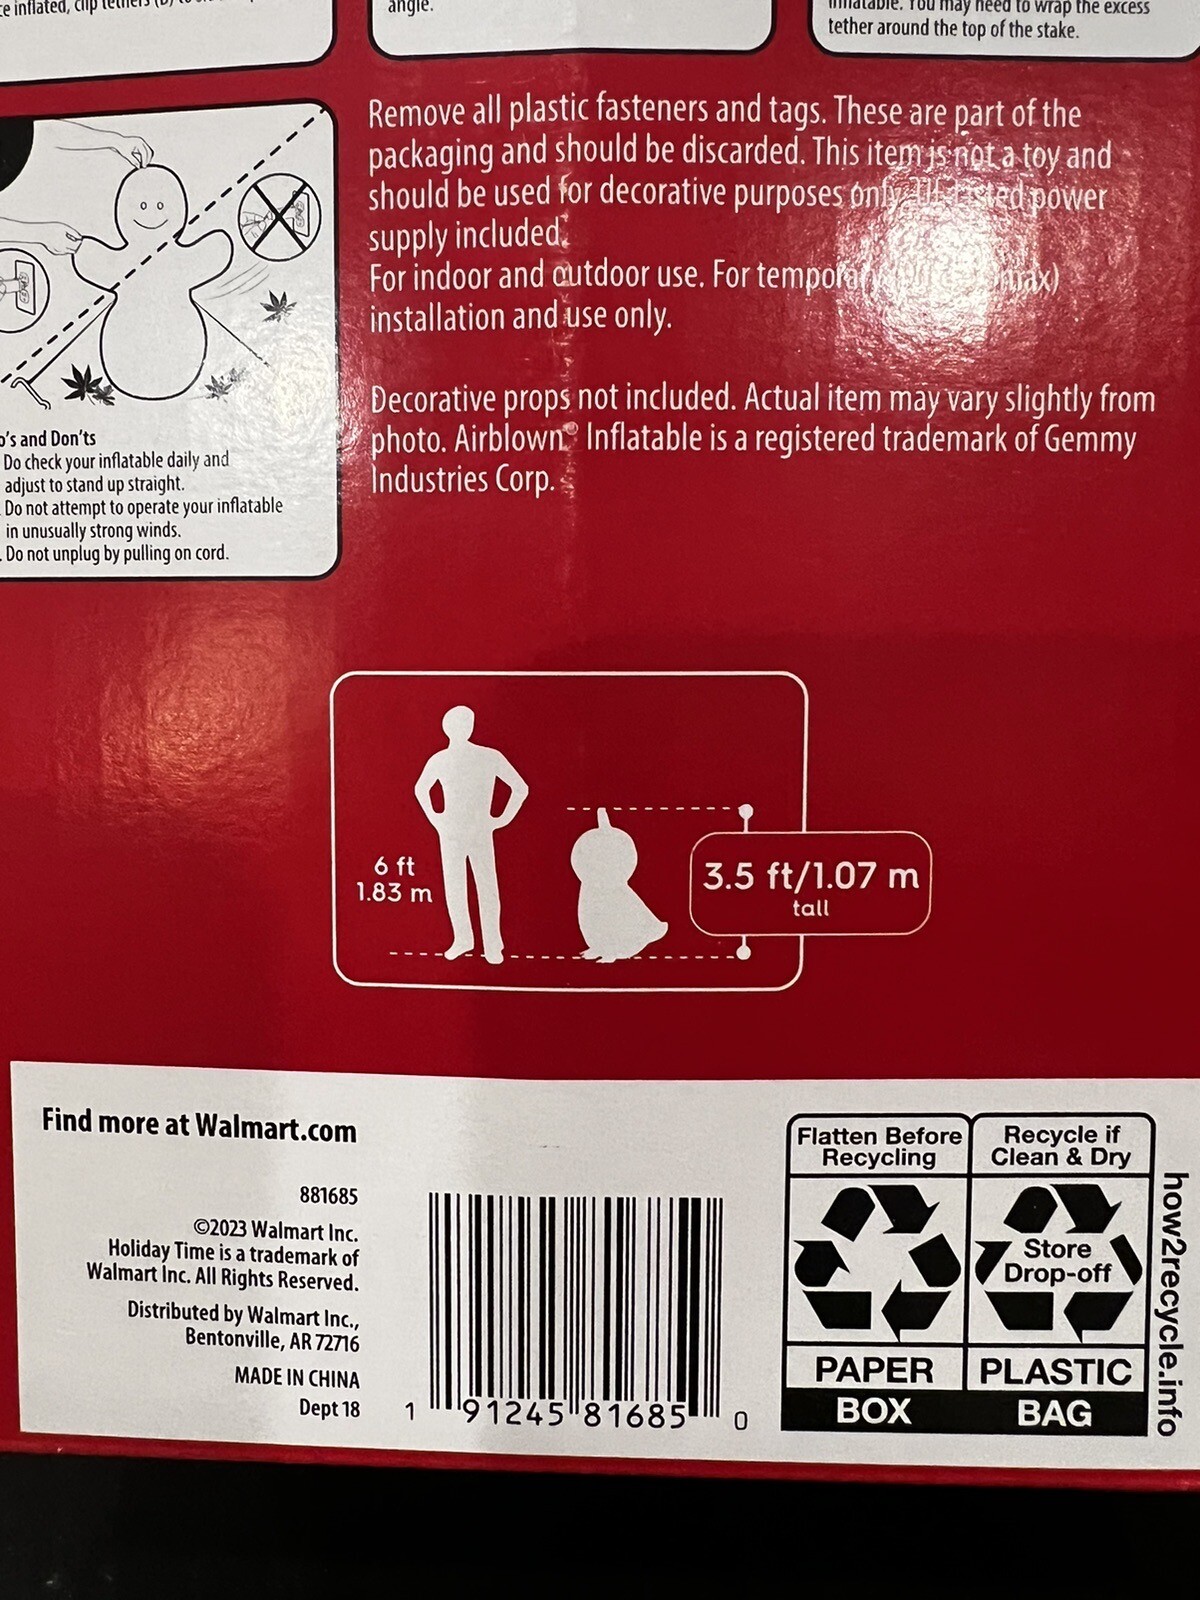 inflated, clip tethers
angle.
inflatable. You may need to wrap the excess
tether around the top of the stake.
Remove all plastic fasteners and tags. These are part of the
packaging and should be discarded. This item is not a toy and
should be used for decorative purposes only. UL Listed power
supply included.
For indoor and outdoor use. For temporary max)
installation and use only.
Decorative props not included. Actual item may vary slightly from
photo. Airblown® Inflatable is a registered trademark of Gemmy
Industries Corp.
o's and Don'ts
Do check your inflatable daily and
adjust to stand up straight.
Do not attempt to operate your inflatable
in unusually strong winds.
Do not unplug by pulling on cord.
6 ft
1.83 m
3.5 ft/1.07 m
tall
Find more at Walmart.com
881685
©2023 Walmart Inc.
Holiday Time is a trademark of
Walmart Inc. All Rights Reserved.
Distributed by Walmart Inc.,
Bentonville, AR 72716
MADE IN CHINA
Dept 18
1 91245 81685 0
Flatten Before
Recycling
PAPER
BOX
Recycle if
Clean & Dry
Store
Drop-off
PLASTIC
BAG
how2recycle.info